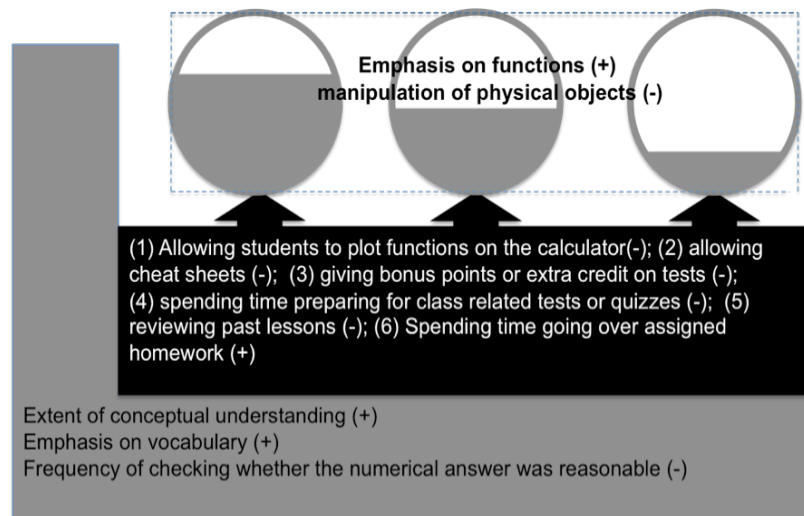 Emphasis on functions (+)
manipulation of physical objects (-)
(1) Allowing students to plot functions on the calculator(-); (2) allowing
cheat sheets (-);  (3) giving bonus points or extra credit on tests (-);
(4) spending time preparing for class related tests or quizzes (-);  (5)
reviewing past lessons (-); (6) Spending time going over assigned
homework (+)
Extent of conceptual understanding (+)
Emphasis on vocabulary (+)
Frequency of checking whether the numerical answer was reasonable (-)